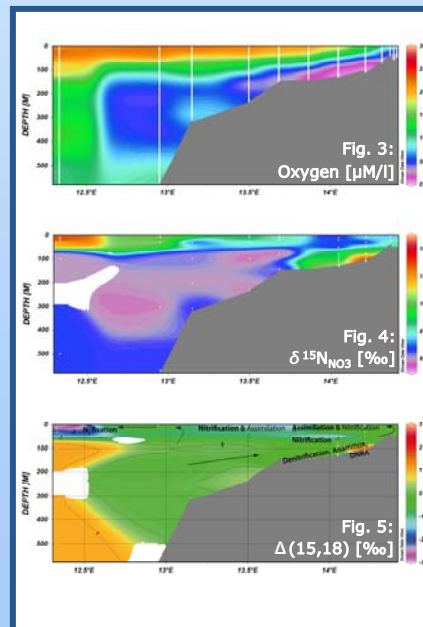 0
100
200
300
400
500
DEPTH [M]
Fig. 3:
Oxygen [µM/l]
12.5°E 13°E 13.5°E 14°E
0
100
200
300
400
500
DEPTH [M]
Fig. 4:
δ 15N NO3 [‰]
12.5°E 13°E 13.5°E 14°E
Nitrification & Assimilation Assimilation & Nitrification
Nitrification
Denitrification, Anammox,
DNRA
0
100
200
300
400
500
DEPTH [M]
Fig. 5:
Δ(15,18) [‰]
12.5°E 13°E 13.5°E 14°E